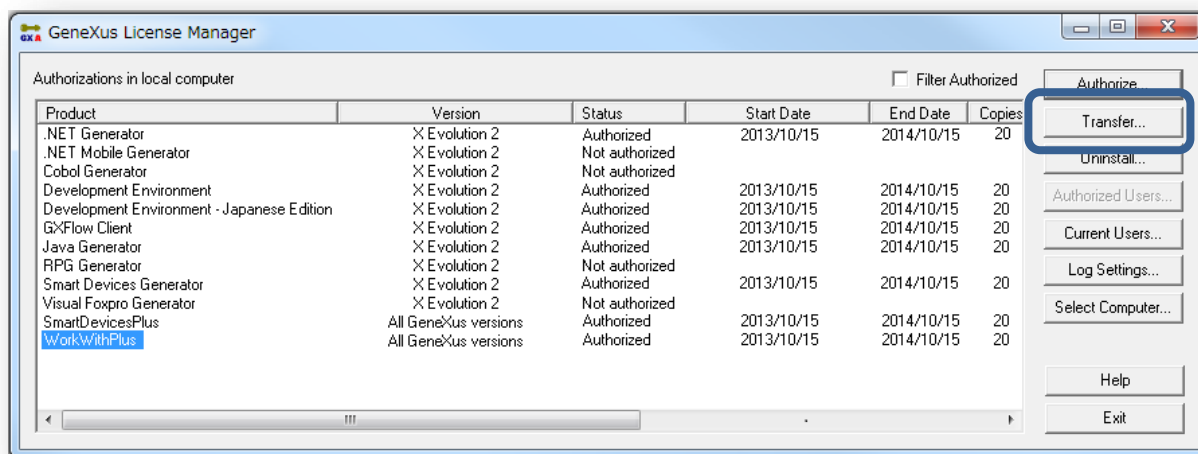 GX A GeneXus License Manager
Authorizations in local computer Filter Authorized Authorize...
Product Version Status Start Date End Date Copies
.NET Generator X Evolution 2 Authorized 2013/10/15 2014/10/15 20 Transfer...
.NET Mobile Generator X Evolution 2 Not authorized
Cobol Generator X Evolution 2 Not authorized Uninstall...
Development Environment X Evolution 2 Authorized 2013/10/15 2014/10/15 20 Authorized Users...
Development Environment - Japanese Edition X Evolution 2 Authorized 2013/10/15 2014/10/15 20
GXFlow Client X Evolution 2 Authorized 2013/10/15 2014/10/15 20 Current Users...
Java Generator X Evolution 2 Authorized 2013/10/15 2014/10/15 20
RPG Generator X Evolution 2 Not authorized Log Settings...
Smart Devices Generator X Evolution 2 Authorized 2013/10/15 2014/10/15 20
Visual Foxpro Generator X Evolution 2 Not authorized Select Computer...
SmartDevicesPlus All GeneXus versions Authorized 2013/10/15 2014/10/15 20
WorkWithPlus All GeneXus versions Authorized 2013/10/15 2014/10/15 20
Help
Exit